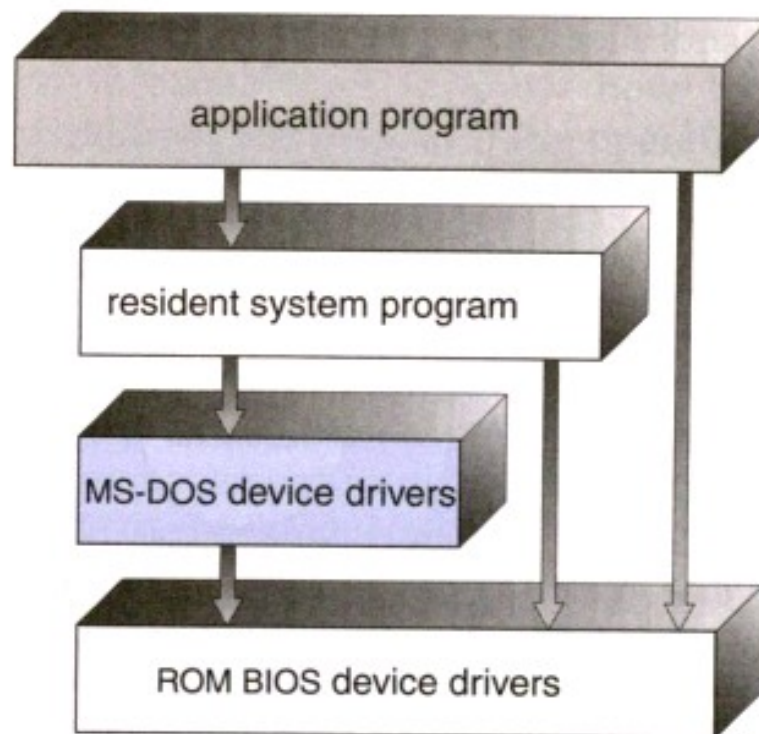 application program
resident system program
MS-DOS device drivers
ROM BIOS device drivers